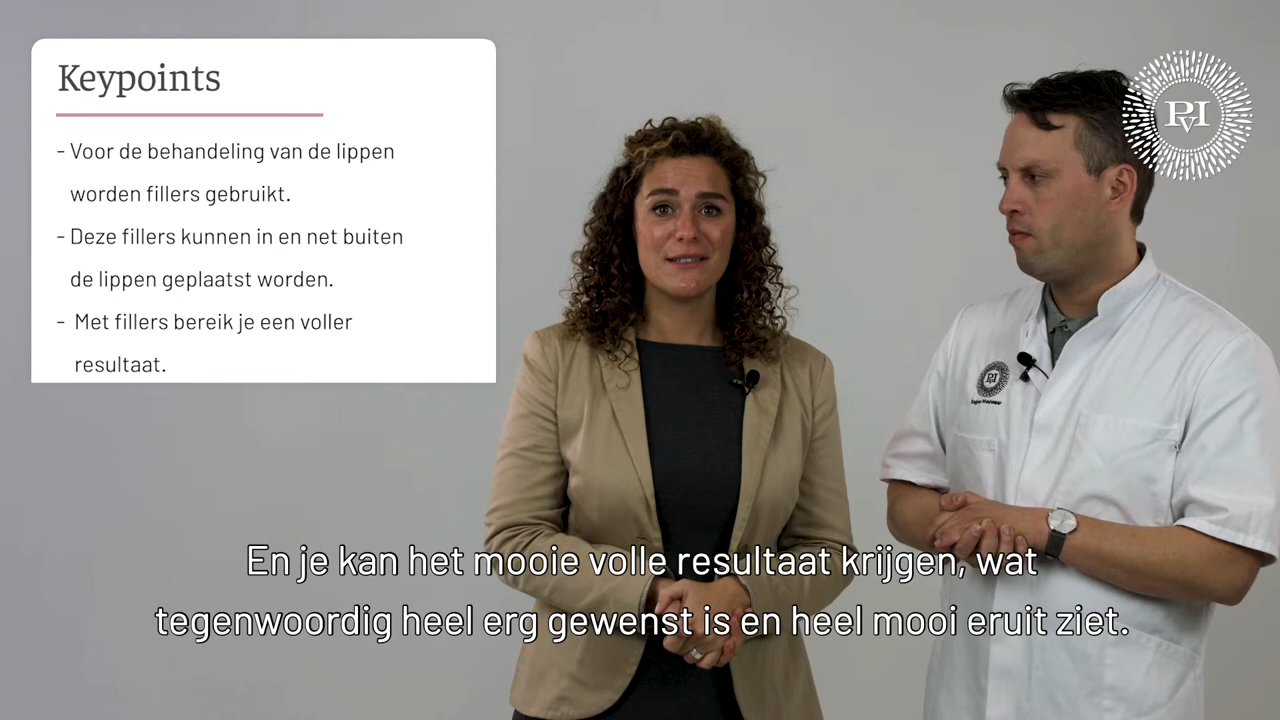 Keypoints
- Voor de behandeling van de lippen
worden fillers gebruikt.
- Deze fillers kunnen in en net buiten
de lippen geplaatst worden.
- Met fillers bereik je een voller
resultaat.
PVI
PVI
En je kan het mooie volle resultaat krijgen, wat
tegenwoordig heel erg gewenst is en heel mooi eruit ziet.